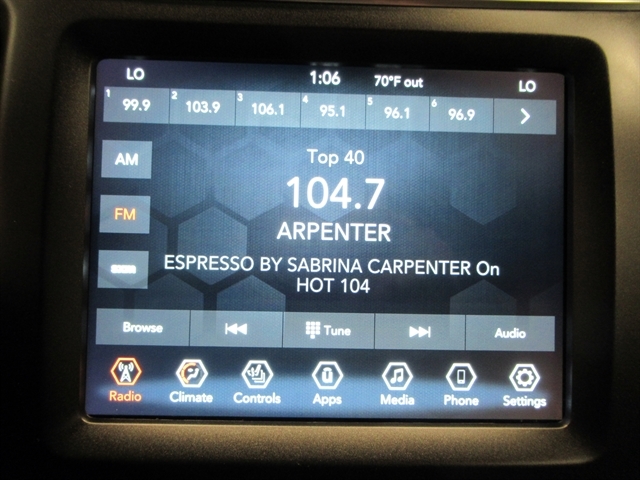 LO 1:06 70°F out LO
1 99.9 2 103.9 3 106.1 4 95.1 5 96.1 6 96.9
AM
Top 40
104.7
FM
ARPENTER
ESPRESSO BY SABRINA CARPENTER On
HOT 104
Browse Tune Audio
Radio Climate Controls Apps Media Phone Settings